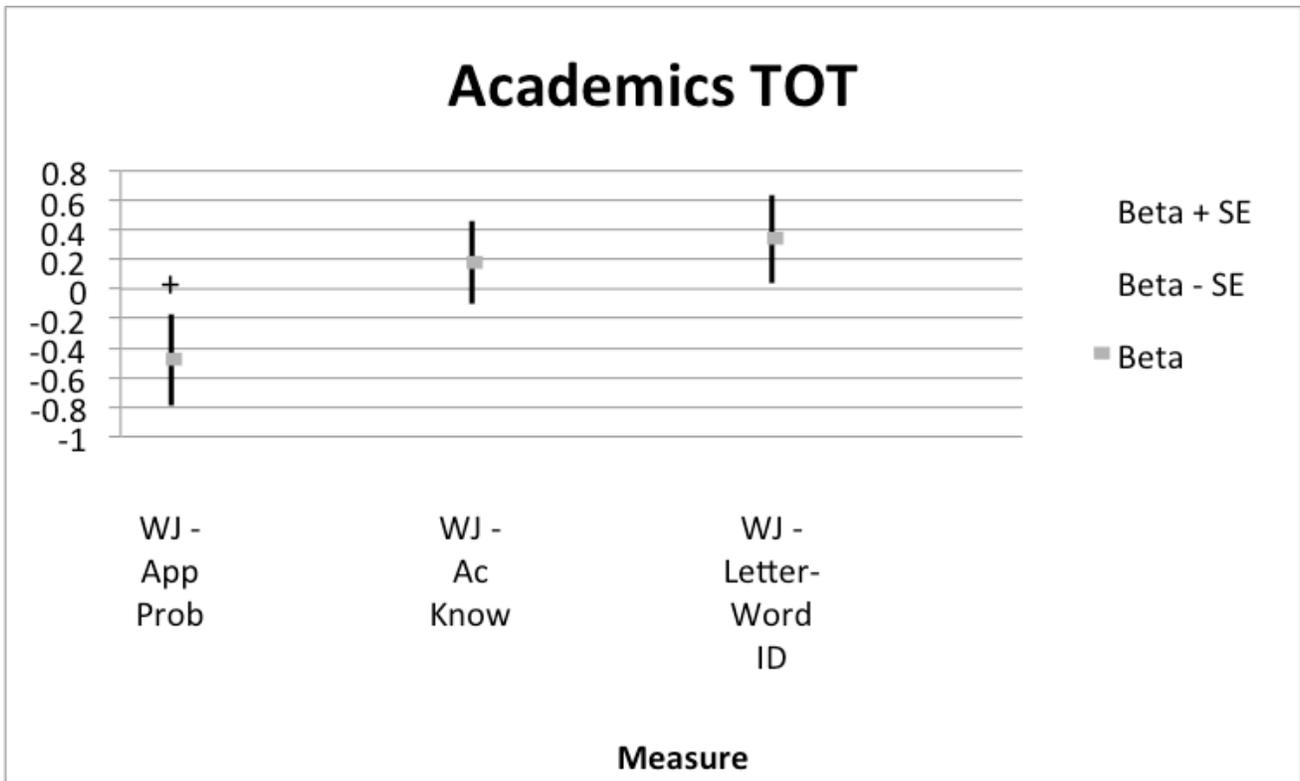 Academics TOT
0.8
0.6
0.4
0.2
0
-0.2
-0.4
-0.6
-0.8
-1
+
Beta + SE
Beta - SE
Beta
WJ -
App
Prob
WJ -
Ac
Know
WJ -
Letter-
Word
ID
Measure